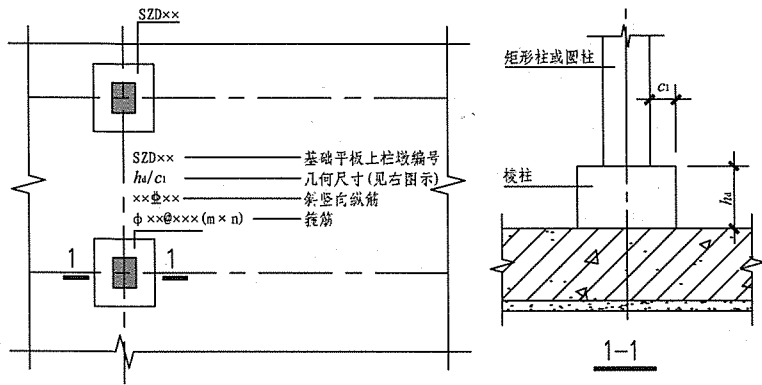 SZD××
SZD××
基础平板上柱墩编号
hd/c1
几何尺寸(见右图示)
××Φ××
斜竖向纵筋
ϕ××@×××(m×n)
箍筋
1
1
矩形柱或圆柱
c1
棱柱
hd
1-1